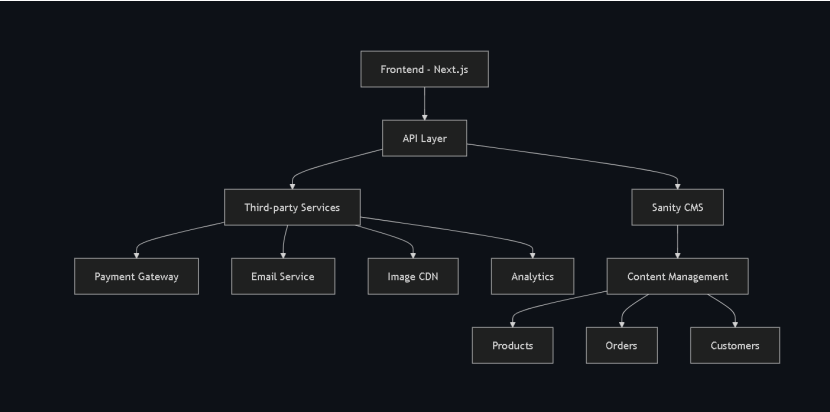 Frontend - Next.js
API Layer
Third-party Services
Sanity CMS
Payment Gateway
Email Service
Image CDN
Analytics
Content Management
Products
Orders
Customers